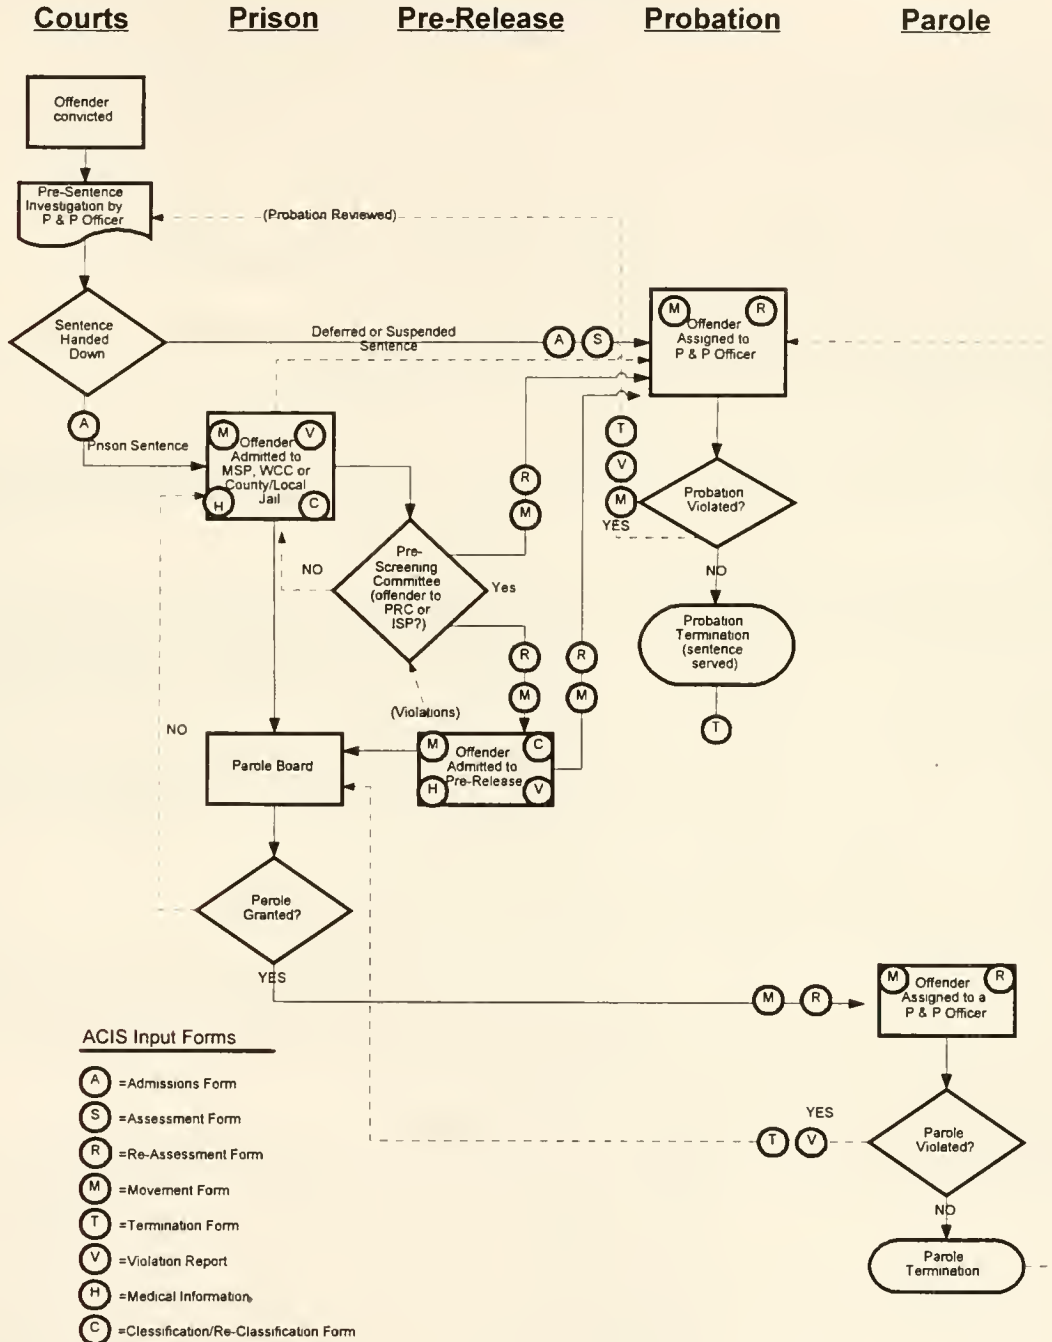 Courts
Prison
Pre-Release
Probation
Parole
Offender
convicted
Pre-Sentence
Investigation by
P & P Officer
(Probation Reviewed)
Sentence
Handed
Down
Deferred or Suspended
Sentence
A
S
M
R
Offender
Assigned to
P & P Officer
A
Prison Sentence
M
V
Offender
Admitted to
MSP, WCC or
County/Local
Jail
H
C
NO
Pre-
Screening
Committee
(offender to
PRC or
ISP?)
Yes
R
M
T
V
M
YES
Probation
Violated?
NO
Probation
Termination
(sentence
served)
T
R
M
R
M
(Violations)
NO
Parole Board
M
C
Offender
Admitted to
Pre-Release
H
V
Parole
Granted?
YES
M
R
M
R
Offender
Assigned to a
P & P Officer
YES
T
V
Parole
Violated?
NO
Parole
Termination
ACIS Input Forms
A =Admissions Form
S =Assessment Form
R =Re-Assessment Form
M =Movement Form
T =Termination Form
V =Violation Report
H =Medical Information
C =Classification/Re-Classification Form